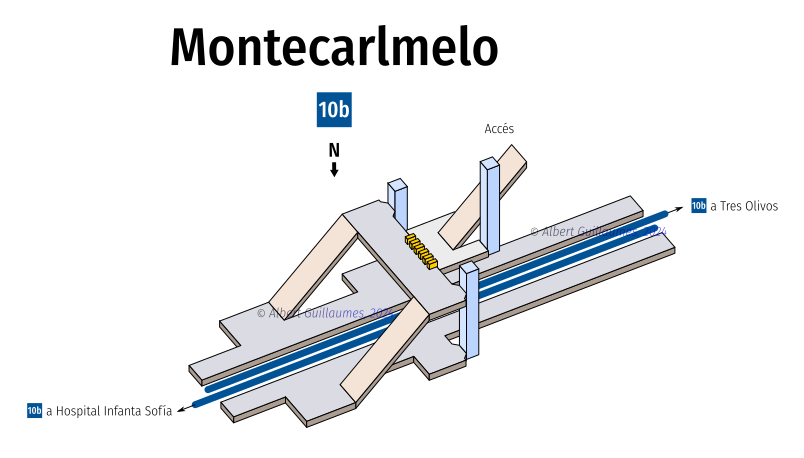 Montecarlmelo
10b
N
Accés
10b a Tres Olivos
© Albert Guillaumes, 2024
© Albert Guillaumes, 2024
10b a Hospital Infanta Sofía